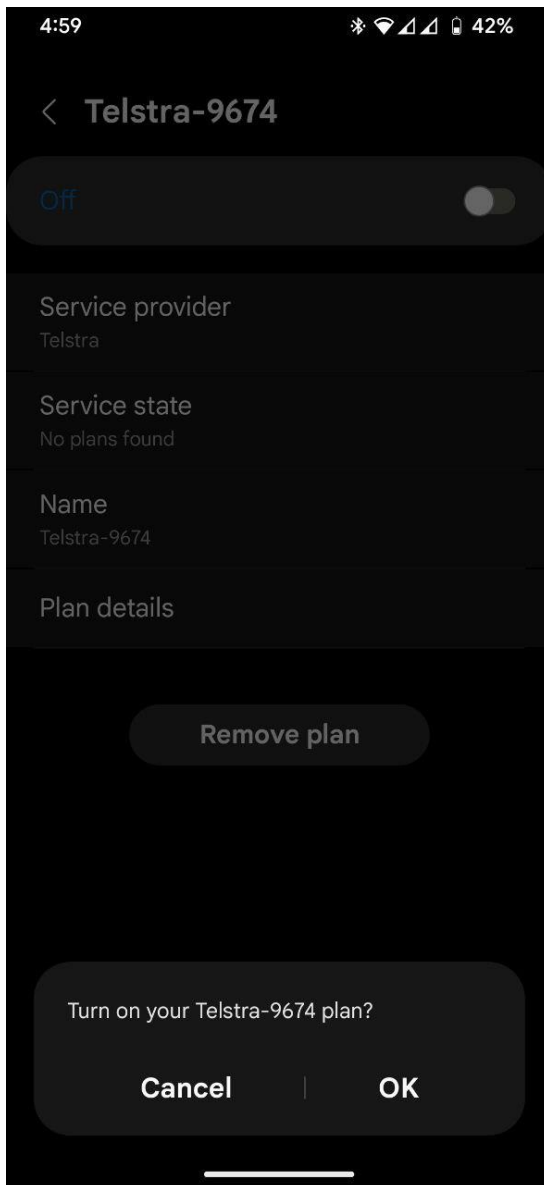 4:59 42%
Telstra-9674
Off
Service provider
Telstra
Service state
No plans found
Name
Telstra-9674
Plan details
Remove plan
Turn on your Telstra-9674 plan?
Cancel OK